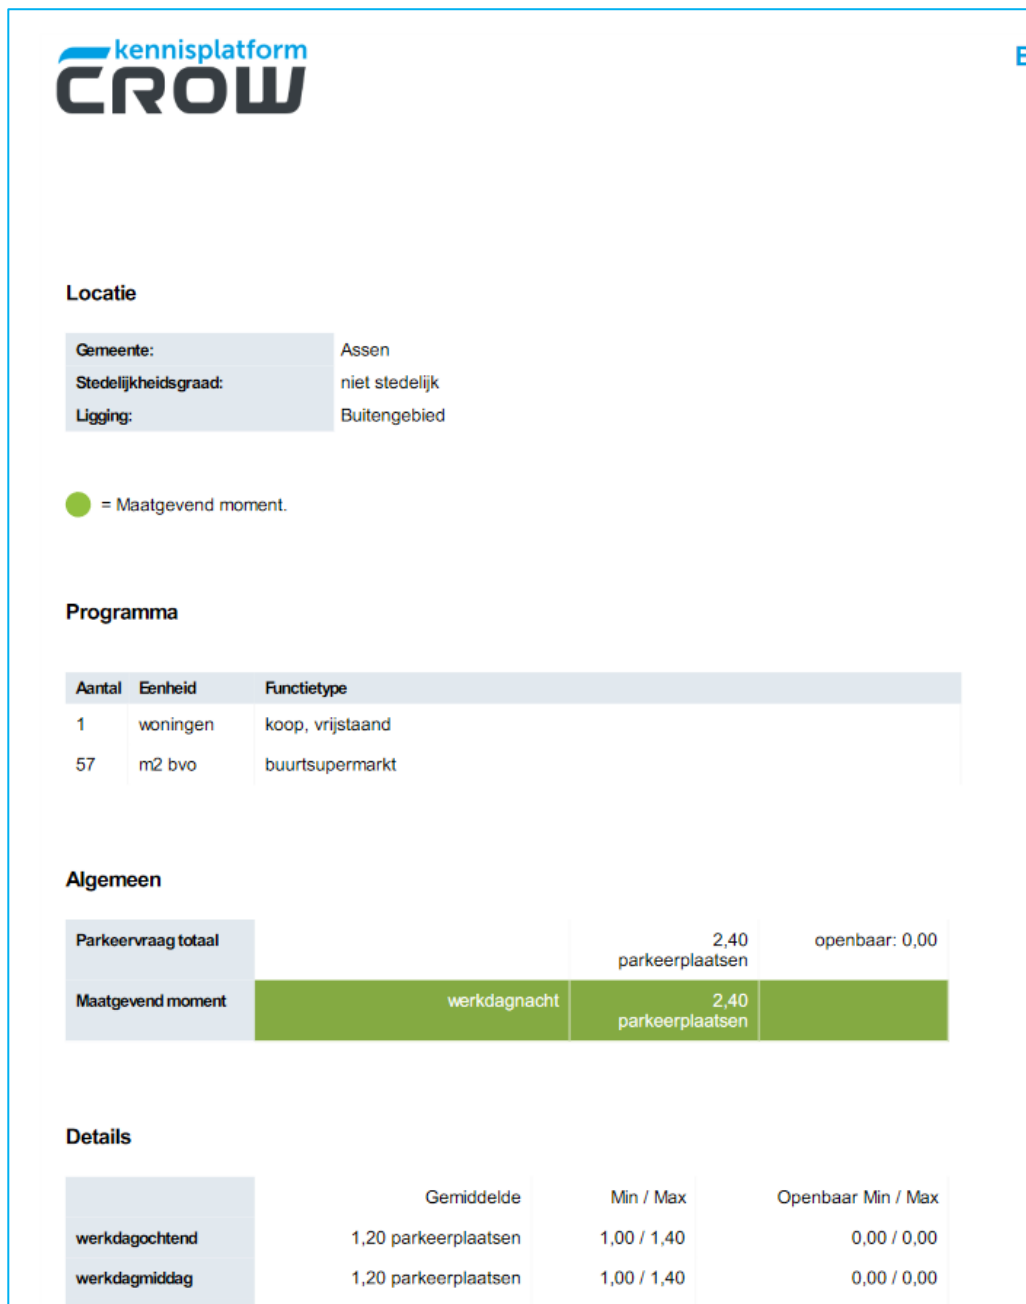 kennisplatform
CROW
E
Locatie
Gemeente: Assen
Stedelijkheidsgraad: niet stedelijk
Ligging: Buitengebied
= Maatgevend moment.
Programma
Aantal Eenheid Functietype
1 woningen koop, vrijstaand
57 m2 bvo buurtsupermarkt
Algemeen
Parkeervraag totaal 2,40 openbaar: 0,00
parkeerplaatsen
Maatgevend moment werkdagnacht 2,40
parkeerplaatsen
Details
Gemiddelde Min / Max Openbaar Min / Max
werkdagochtend 1,20 parkeerplaatsen 1,00 / 1,40 0,00 / 0,00
werkdagmiddag 1,20 parkeerplaatsen 1,00 / 1,40 0,00 / 0,00